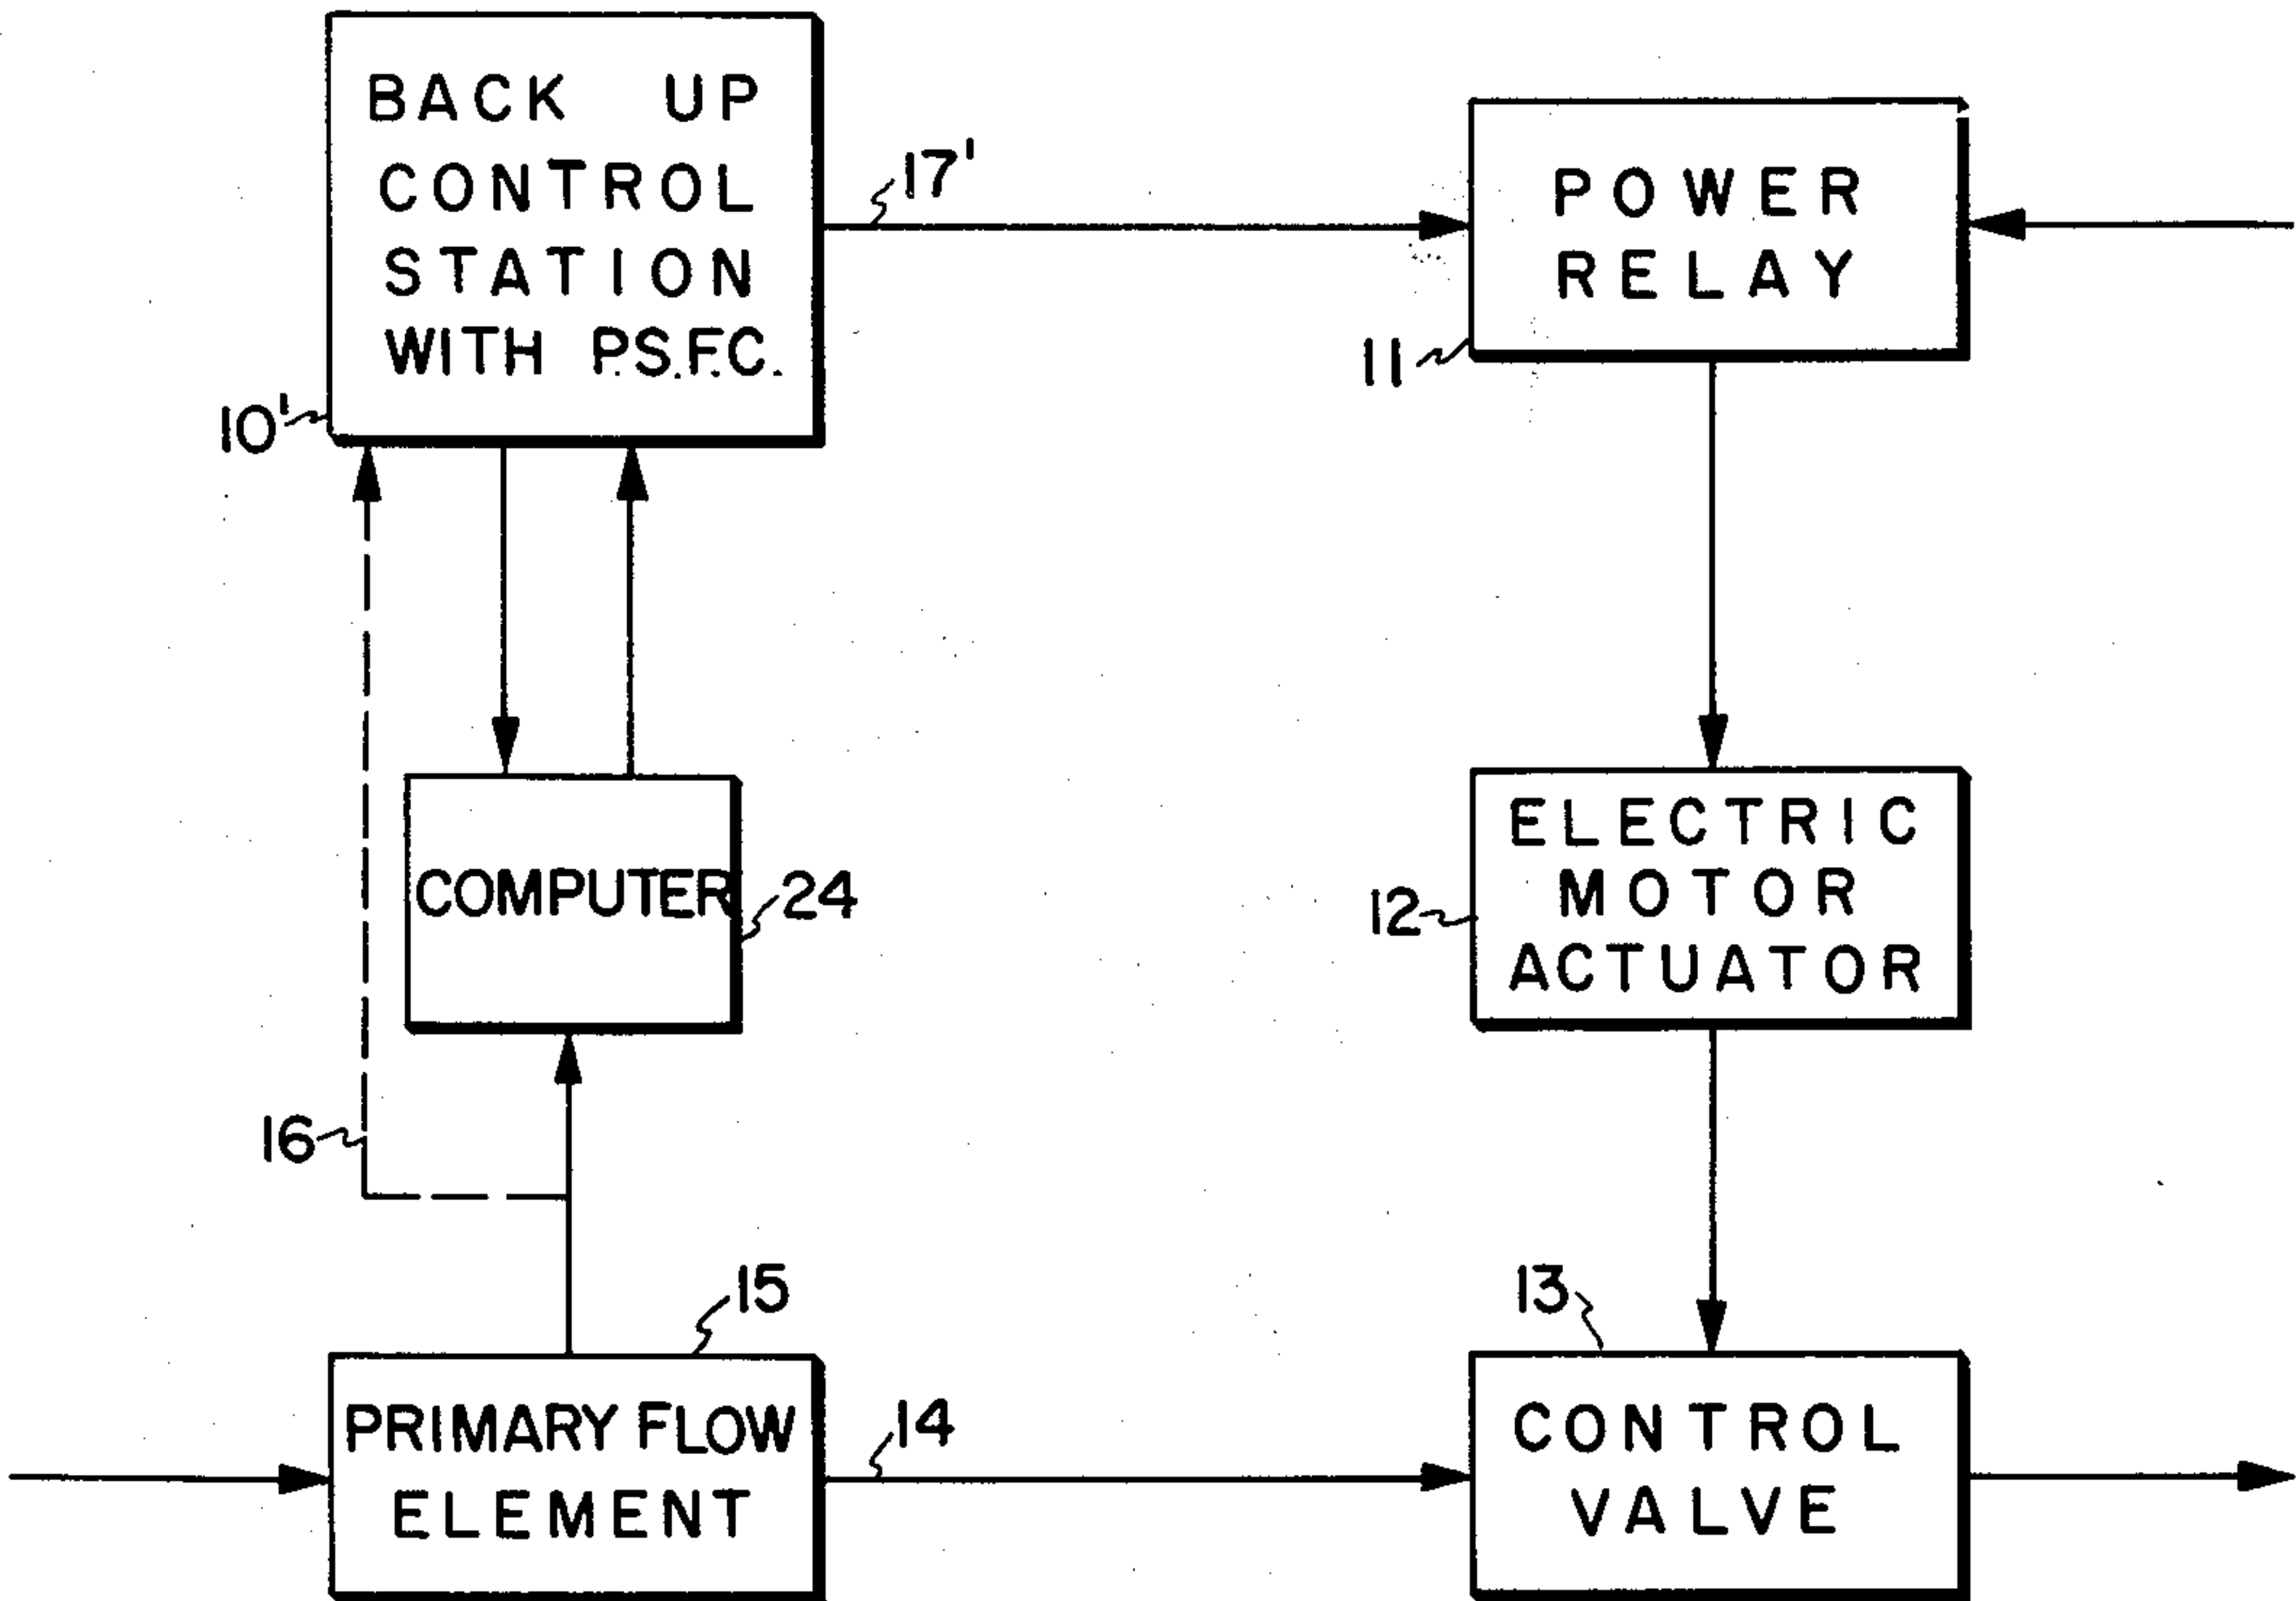 BACK UP
CONTROL
STATION
WITH P.S.F.C.
10'
17'
POWER
RELAY
11
COMPUTER
24
ELECTRIC
MOTOR
ACTUATOR
12
16
15
PRIMARY FLOW
ELEMENT
14
13
CONTROL
VALVE